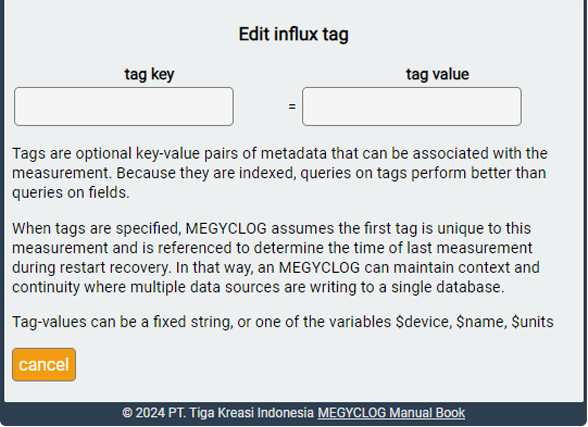 Edit influx tag
tag key tag value
=
Tags are optional key-value pairs of metadata that can be associated with the
measurement. Because they are indexed, queries on tags perform better than
queries on fields.
When tags are specified, MEGYCLOG assumes the first tag is unique to this
measurement and is referenced to determine the time of last measurement
during restart recovery. In that way, an MEGYCLOG can maintain context and
continuity where multiple data sources are writing to a single database.
Tag-values can be a fixed string, or one of the variables $device, $name, $units
cancel
© 2024 PT. Tiga Kreasi Indonesia MEGYCLOG Manual Book